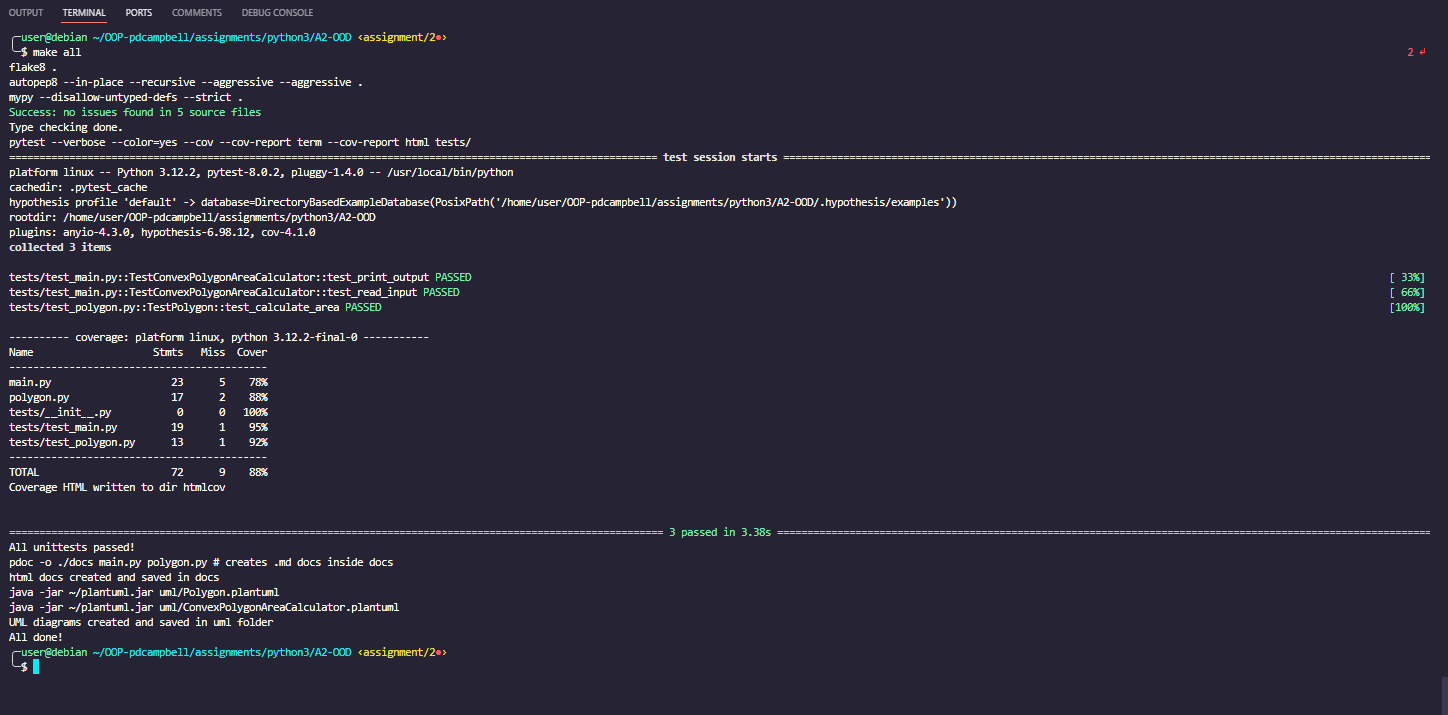 OUTPUT TERMINAL PORTS COMMENTS DEBUG CONSOLE
user@debian ~/OOP-pdcampbell/assignments/python3/A2-OOD ‹assignment/2●›
$ make all 2 ↵
flake8 .
autopep8 --in-place --recursive --aggressive --aggressive .
mypy --disallow-untyped-defs --strict .
Success: no issues found in 5 source files
Type checking done.
pytest --verbose --color=yes --cov --cov-report term --cov-report html tests/
============================== test session starts ==============================
platform linux -- Python 3.12.2, pytest-8.0.2, pluggy-1.4.0 -- /usr/local/bin/python
cachedir: .pytest_cache
hypothesis profile 'default' -> database=DirectoryBasedExampleDatabase(PosixPath('/home/user/OOP-pdcampbell/assignments/python3/A2-OOD/.hypothesis/examples'))
rootdir: /home/user/OOP-pdcampbell/assignments/python3/A2-OOD
plugins: anyio-4.3.0, hypothesis-6.98.12, cov-4.1.0
collected 3 items
tests/test_main.py::TestConvexPolygonAreaCalculator::test_print_output PASSED [ 33%]
tests/test_main.py::TestConvexPolygonAreaCalculator::test_read_input PASSED [ 66%]
tests/test_polygon.py::TestPolygon::test_calculate_area PASSED [100%]
---------- coverage: platform linux, python 3.12.2-final-0 -----------
Name Stmts Miss Cover
-------------------------------------------
main.py 23 5 78%
polygon.py 17 2 88%
tests/__init__.py 0 0 100%
tests/test_main.py 19 1 95%
tests/test_polygon.py 13 1 92%
-------------------------------------------
TOTAL 72 9 88%
Coverage HTML written to dir htmlcov
============================== 3 passed in 3.38s ==============================
All unittests passed!
pdoc -o ./docs main.py polygon.py # creates .md docs inside docs
html docs created and saved in docs
java -jar ~/plantuml.jar uml/Polygon.plantuml
java -jar ~/plantuml.jar uml/ConvexPolygonAreaCalculator.plantuml
UML diagrams created and saved in uml folder
All done!
user@debian ~/OOP-pdcampbell/assignments/python3/A2-OOD ‹assignment/2●›
$